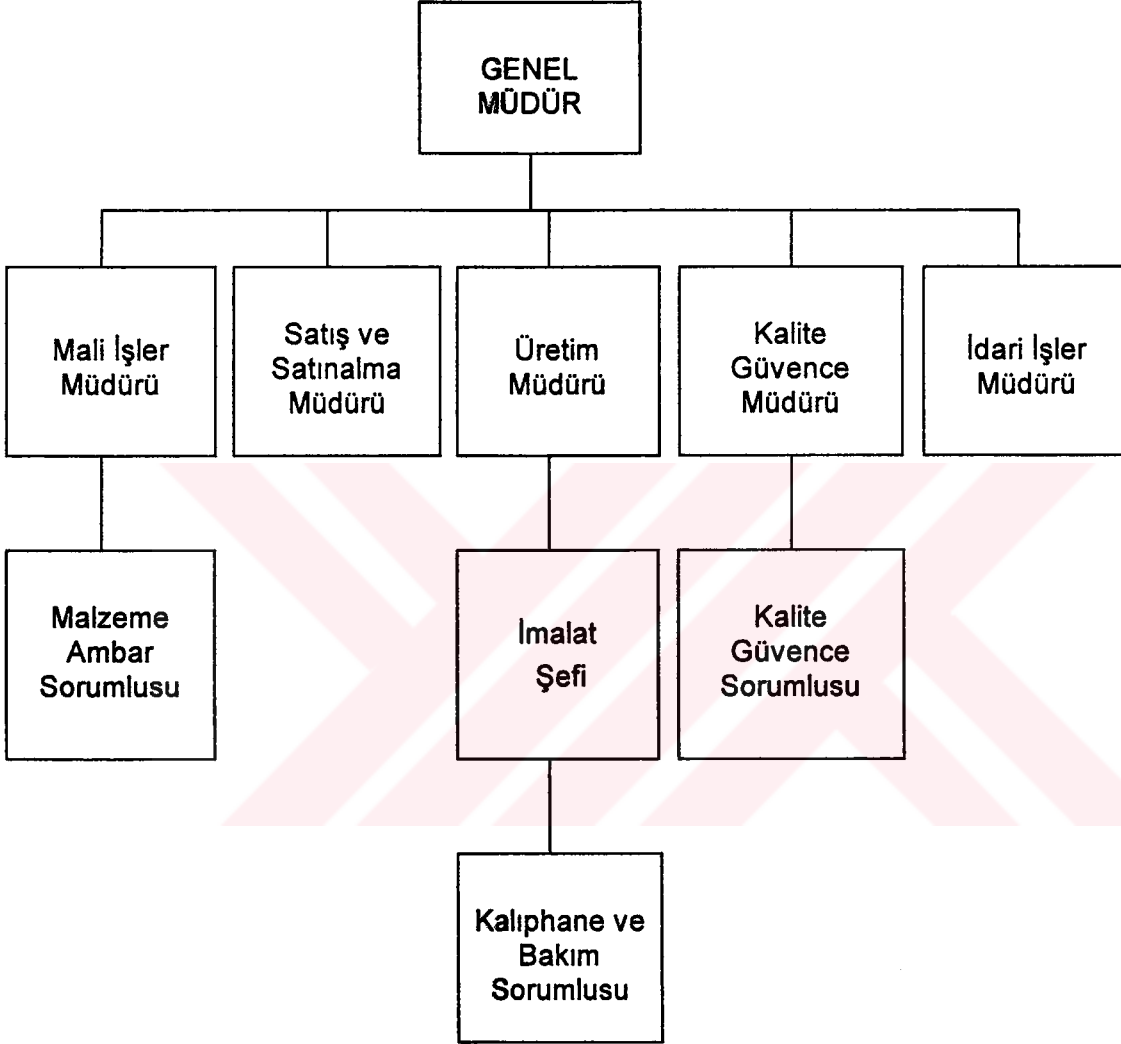 GENEL
MÜDÜR
Mali İşler
Müdürü
Satış ve
Satınalma
Müdürü
Üretim
Müdürü
Kalite
Güvence
Müdürü
İdari İşler
Müdürü
Malzeme
Ambar
Sorumlusu
İmalat
Şefi
Kalite
Güvence
Sorumlusu
Kalıphane ve
Bakım
Sorumlusu